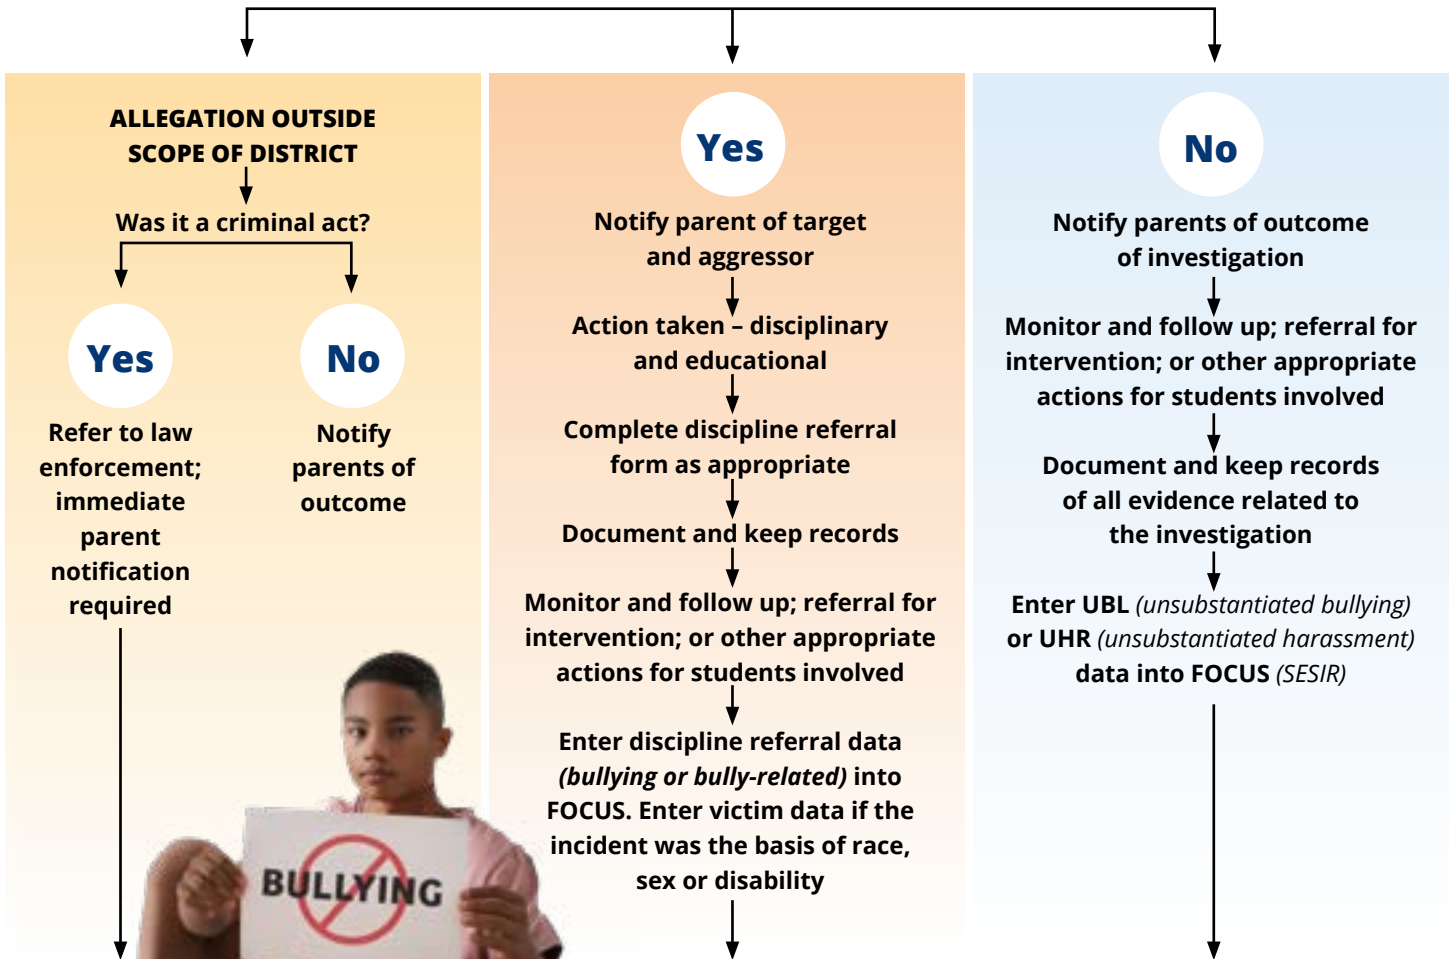 ALLEGATION OUTSIDE
SCOPE OF DISTRICT
Was it a criminal act?
Yes
Refer to law
enforcement;
immediate
parent
notification
required
No
Notify
parents of
outcome
BULLYING
Yes
Notify parent of target
and aggressor
Action taken – disciplinary
and educational
Complete discipline referral
form as appropriate
Document and keep records
Monitor and follow up; referral for
intervention; or other appropriate
actions for students involved
Enter discipline referral data
(bullying or bully-related) into
FOCUS. Enter victim data if the
incident was the basis of race,
sex or disability
No
Notify parents of outcome
of investigation
Monitor and follow up; referral for
intervention; or other appropriate
actions for students involved
Document and keep records
of all evidence related to
the investigation
Enter UBL (unsubstantiated bullying)
or UHR (unsubstantiated harassment)
data into FOCUS (SESIR)